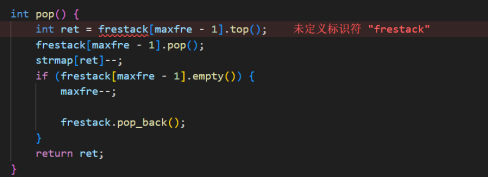 int pop() {
int ret = frestack[maxfre - 1].top(); 未定义标识符 "frestack"
frestack[maxfre - 1].pop();
strmap[ret]--;
if (frestack[maxfre - 1].empty()) {
maxfre--;
frestack.pop_back();
}
return ret;
}